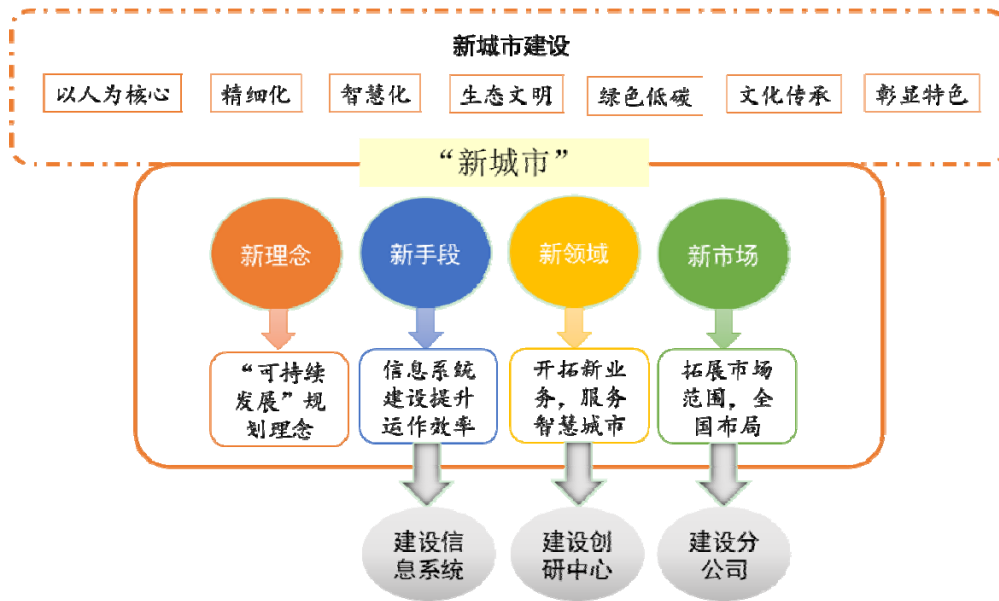 新城市建设
以人为核心
精细化
智慧化
生态文明
绿色低碳
文化传承
彰显特色
“新城市”
新理念
新手段
新领域
新市场
“可持续
发展”规
划理念
信息系统
建设提升
运作效率
开拓新业
务，服务
智慧城市
拓展市场
范围，全
国布局
建设信
息系统
建设创
研中心
建设分
公司